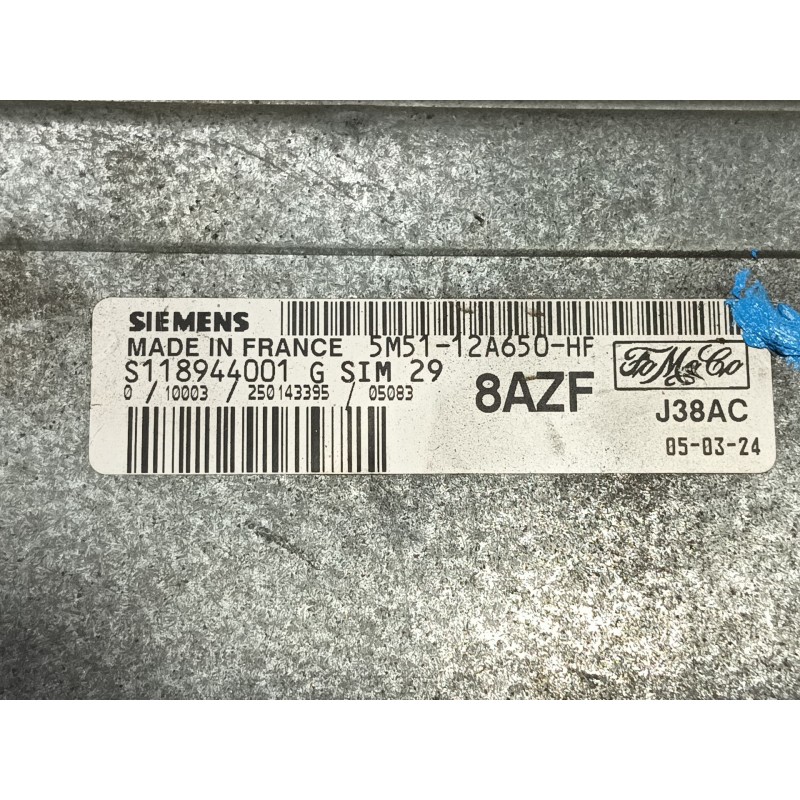 SIEMENS
MADE IN FRANCE 5M51-12A650-HF
S118944001 G SIM 29
0 / 10003 / 250143395 / 05083
8AZF
FoMoCo
J38AC
05-03-24